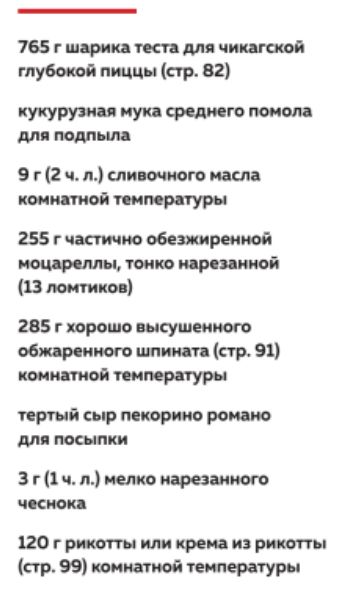 765 г шарика теста для чикагской
глубокой пиццы (стр. 82)
кукурузная мука среднего помола
для подпыла
9 г (2 ч. л.) сливочного масла
комнатной температуры
255 г частично обезжиренной
моцареллы, тонко нарезанной
(13 ломтиков)
285 г хорошо высушенного
обжаренного шпината (стр. 91)
комнатной температуры
тертый сыр пекорино романо
для посыпки
3 г (1 ч. л.) мелко нарезанного
чеснока
120 г рикотты или крема из рикотты
(стр. 99) комнатной температуры